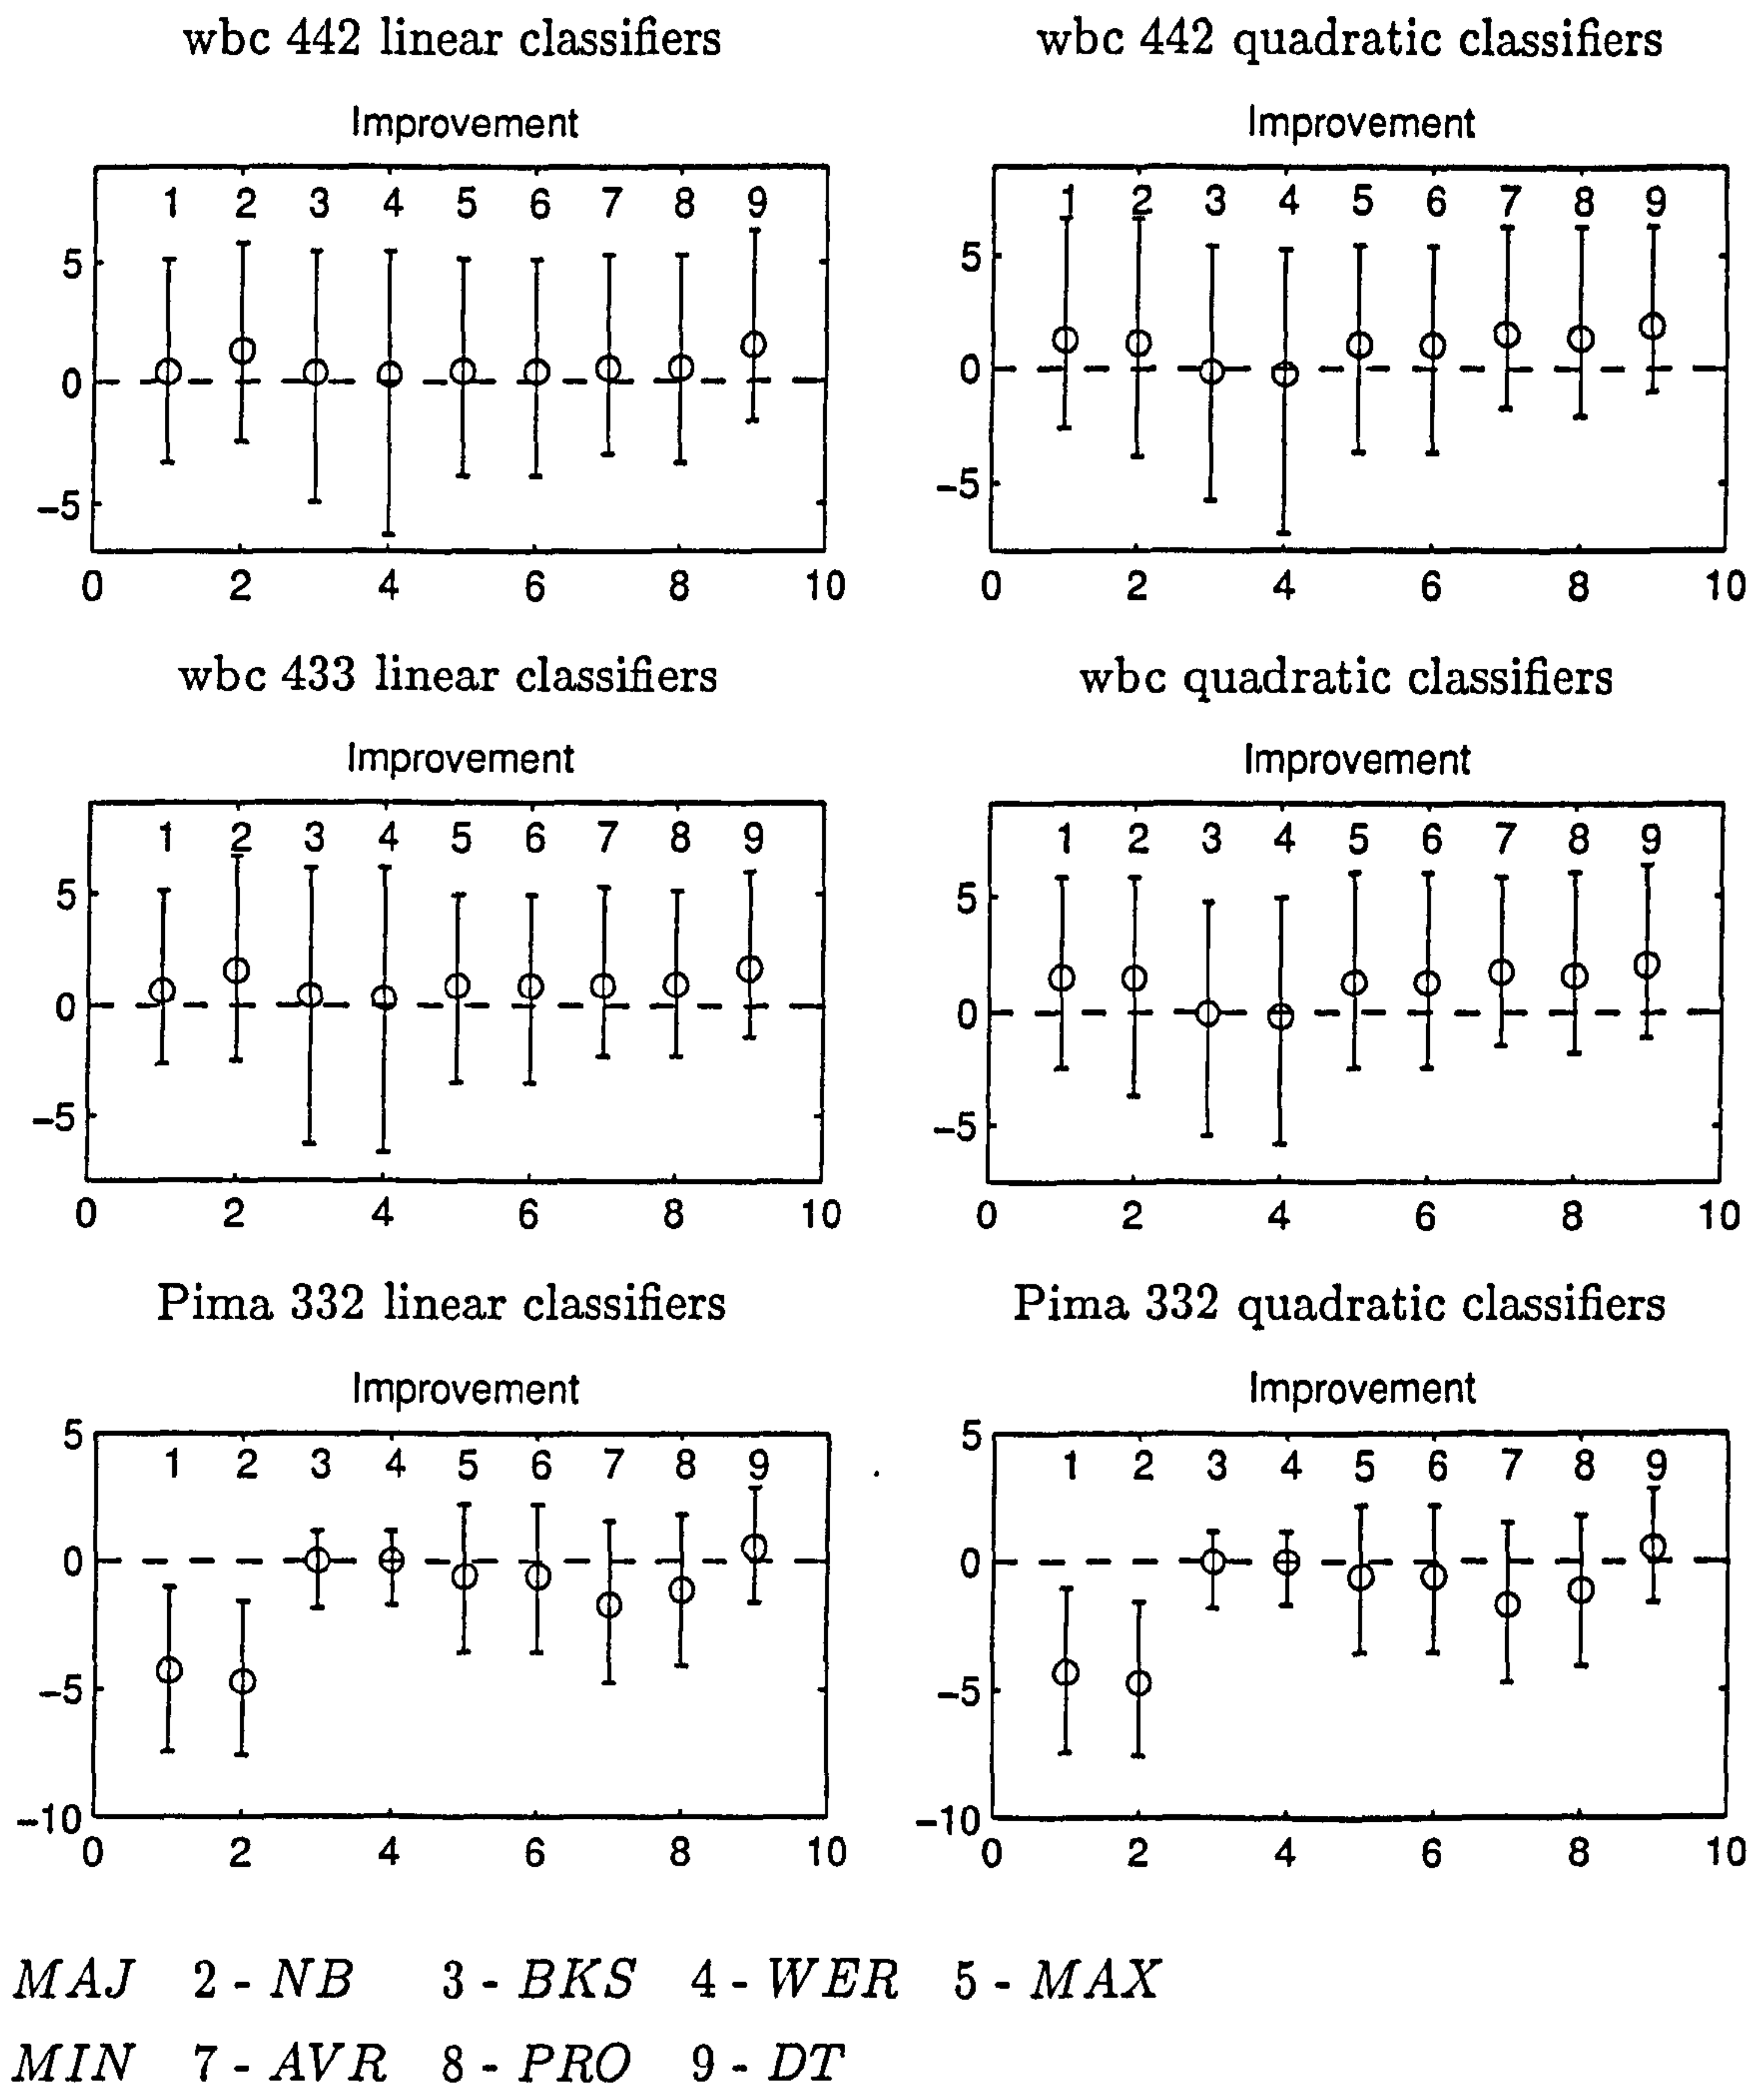 wbc 442 linear classifiers
wbc 442 quadratic classifiers
Improvement
Improvement
1 2 3 4 5 6 7 8 9
1 2 3 4 5 6 7 8 9
5
5
0
0
−5
−5
0 2 4 6 8 10
0 2 4 6 8 10
wbc 433 linear classifiers
wbc quadratic classifiers
Improvement
Improvement
1 2 3 4 5 6 7 8 9
1 2 3 4 5 6 7 8 9
5
5
0
0
−5
−5
0 2 4 6 8 10
0 2 4 6 8 10
Pima 332 linear classifiers
Pima 332 quadratic classifiers
Improvement
Improvement
5
5
1 2 3 4 5 6 7 8 9
1 2 3 4 5 6 7 8 9
0
0
−5
−5
−10
−10
0 2 4 6 8 10
0 2 4 6 8 10
MAJ 2 - NB 3 - BKS 4 - WER 5 - MAX
MIN 7 - AVR 8 - PRO 9 - DT